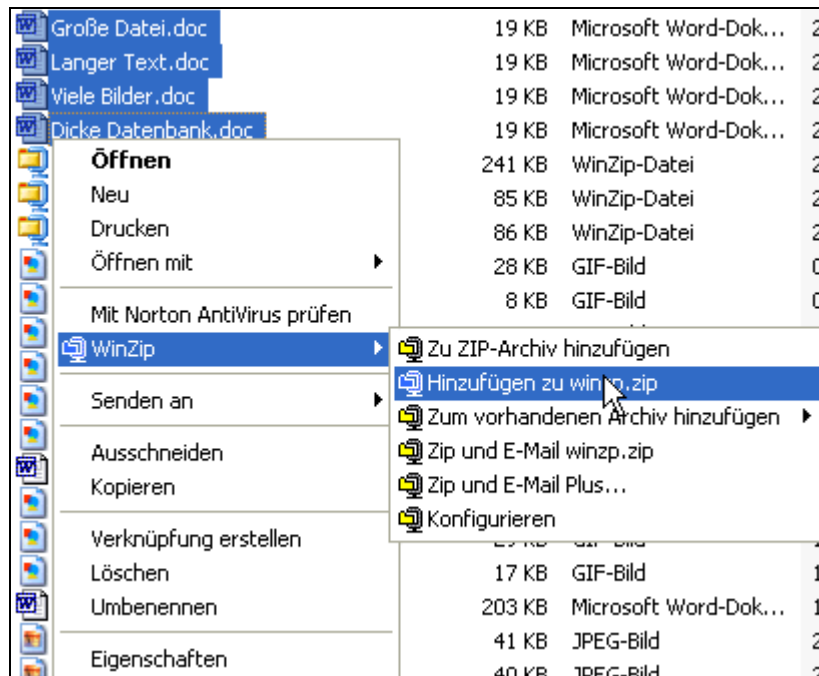 Große Datei.doc 19 KB Microsoft Word-Dok...
Langer Text.doc 19 KB Microsoft Word-Dok...
Viele Bilder.doc 19 KB Microsoft Word-Dok...
Dicke Datenbank.doc 19 KB Microsoft Word-Dok...
Öffnen 241 KB WinZip-Datei
Neu 85 KB WinZip-Datei
Drucken 86 KB WinZip-Datei
Öffnen mit 28 KB GIF-Bild
8 KB GIF-Bild
Mit Norton AntiVirus prüfen
WinZip Zu ZIP-Archiv hinzufügen
Hinzufügen zu winzp.zip
Senden an Zum vorhandenen Archiv hinzufügen
Ausschneiden Zip und E-Mail winzp.zip
Kopieren Zip und E-Mail Plus...
Konfigurieren
Verknüpfung erstellen
Löschen 17 KB GIF-Bild
Umbenennen 203 KB Microsoft Word-Dok...
41 KB JPEG-Bild
Eigenschaften
40 KB JPEG-Bild